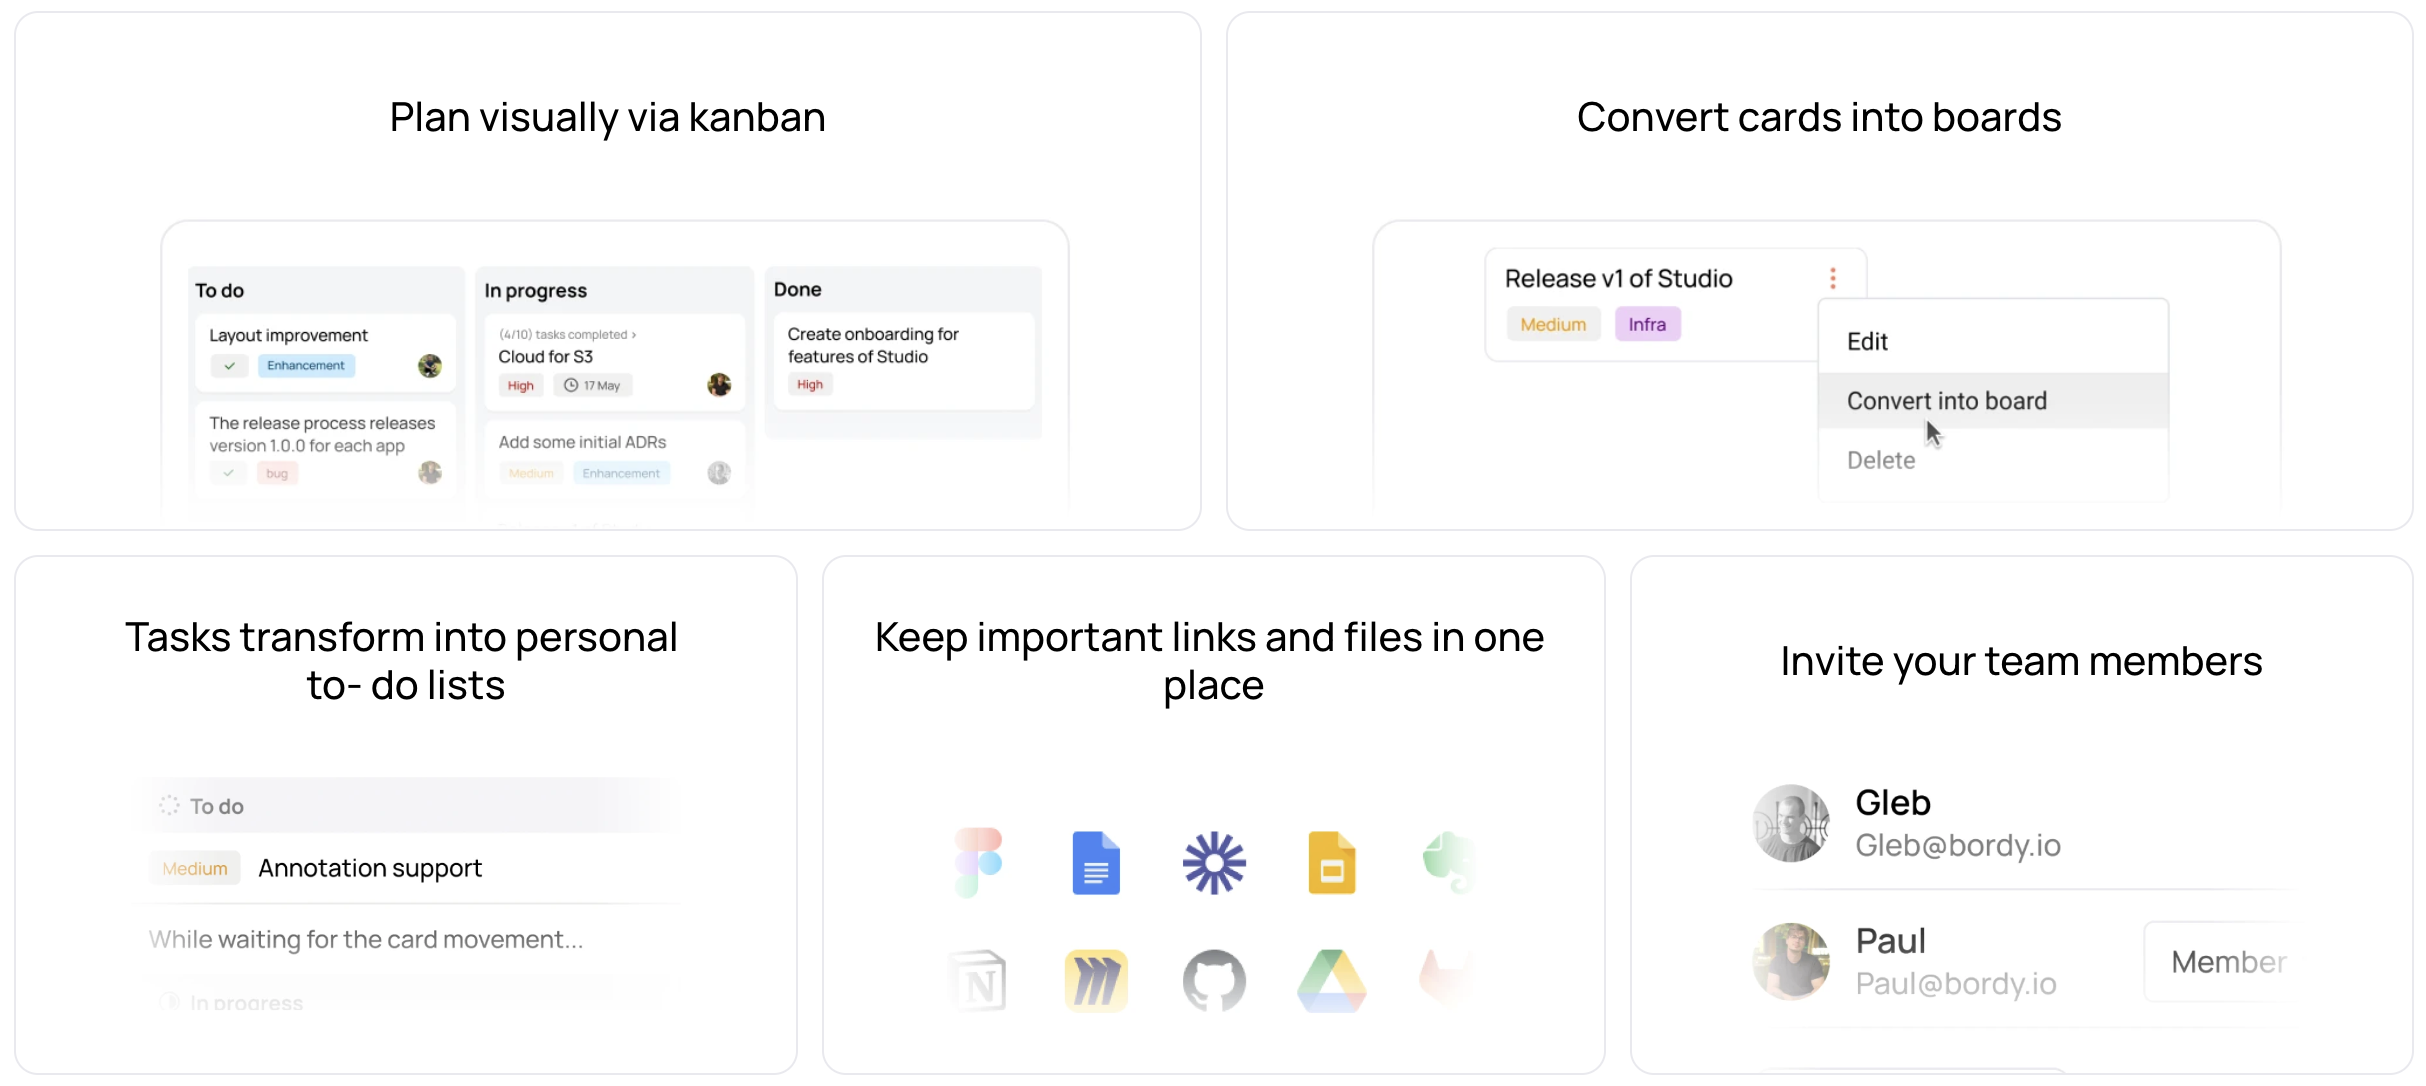 Plan visually via kanban
To do
Layout improvement
Enhancement
The release process releases
version 1.0.0 for each app
bug
In progress
(4/10) tasks completed >
Cloud for S3
High
17 May
Add some initial ADRs
Medium Enhancement
Done
Create onboarding for
features of Studio
High
Convert cards into boards
Release v1 of Studio
Medium Infra
Edit
Convert into board
Delete
Tasks transform into personal
to- do lists
To do
Medium Annotation support
While waiting for the card movement...
In progress
Keep important links and files in one
place
N
Invite your team members
Gleb
Gleb@bordy.io
Paul
Paul@bordy.io
Member